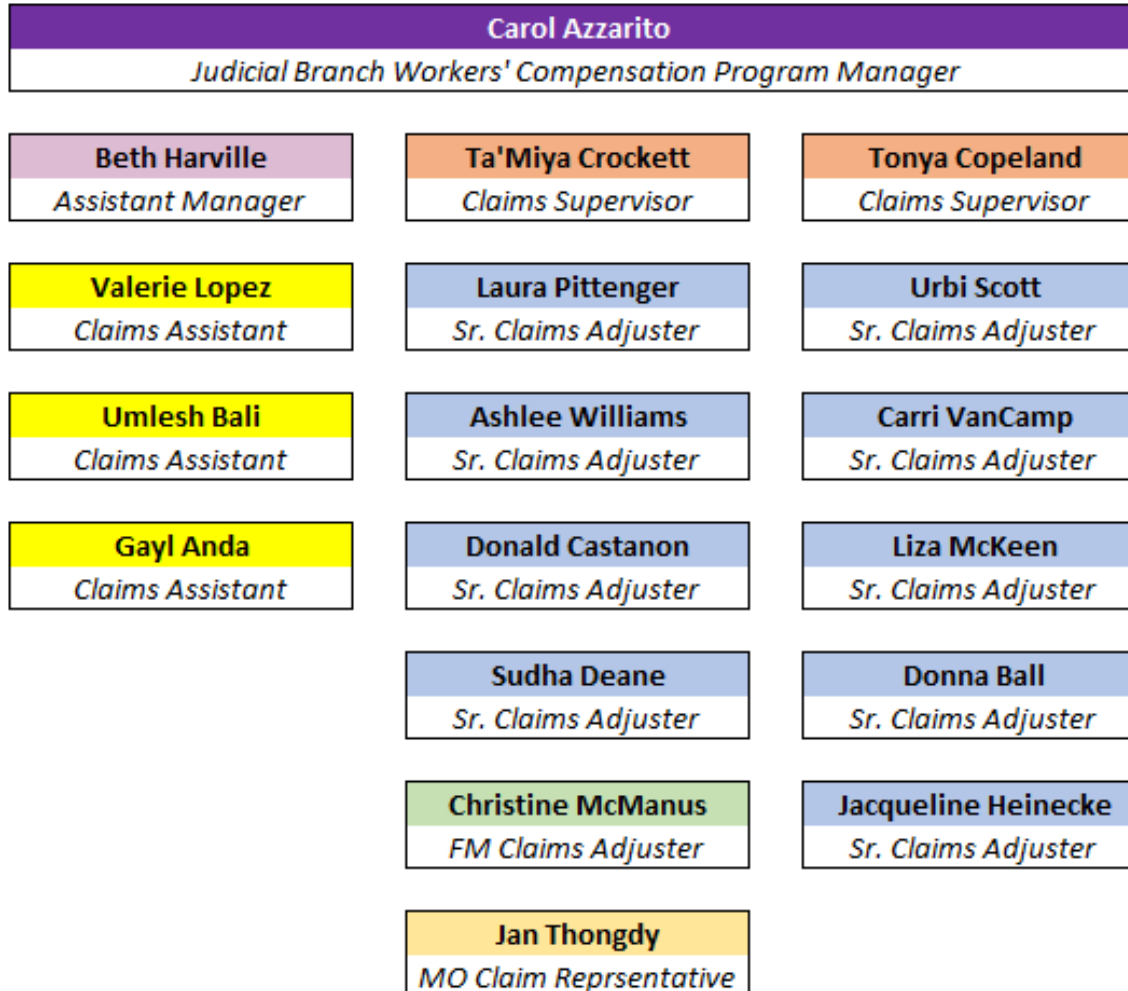 Carol Azzarito
Judicial Branch Workers' Compensation Program Manager
Beth Harville
Assistant Manager
Ta'Miya Crockett
Claims Supervisor
Tonya Copeland
Claims Supervisor
Valerie Lopez
Claims Assistant
Laura Pittenger
Sr. Claims Adjuster
Urbi Scott
Sr. Claims Adjuster
Umlesh Bali
Claims Assistant
Ashlee Williams
Sr. Claims Adjuster
Carri VanCamp
Sr. Claims Adjuster
Gayl Anda
Claims Assistant
Donald Castanon
Sr. Claims Adjuster
Liza McKeen
Sr. Claims Adjuster
Sudha Deane
Sr. Claims Adjuster
Donna Ball
Sr. Claims Adjuster
Christine McManus
FM Claims Adjuster
Jacqueline Heinecke
Sr. Claims Adjuster
Jan Thongdy
MO Claim Reprsentative